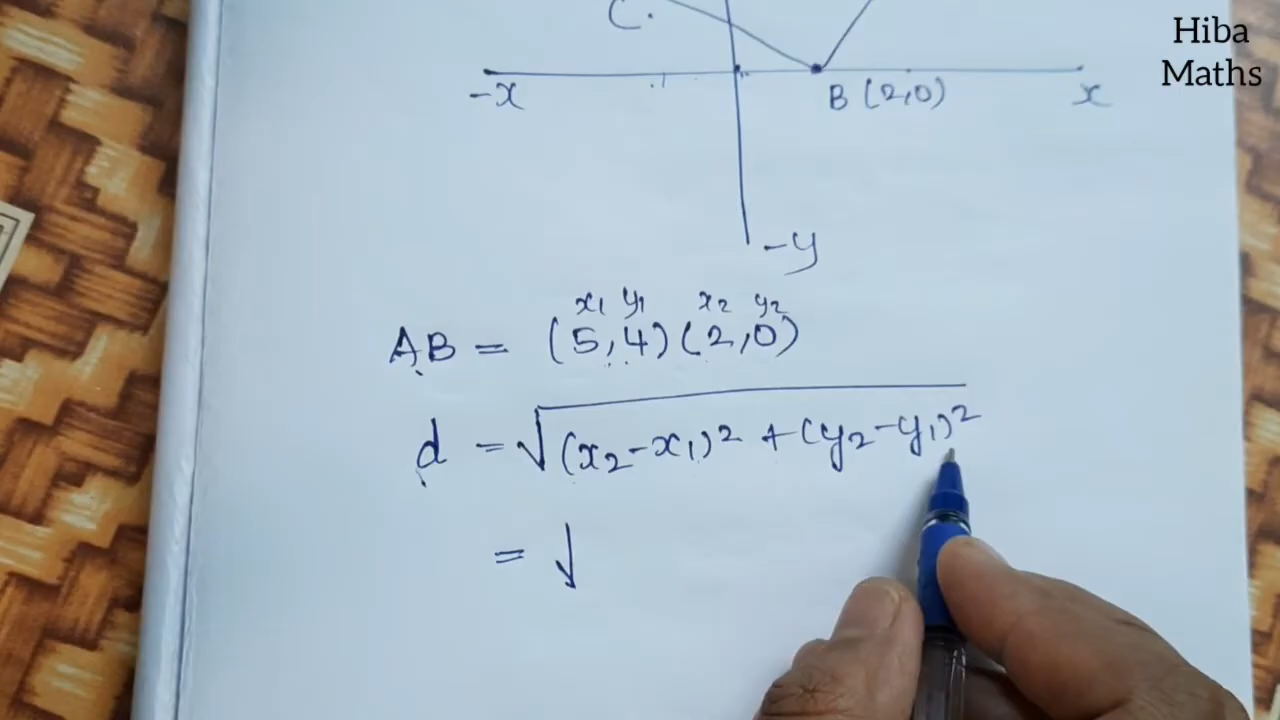 Hiba
Maths
C.
-x
B (2,0)
x
-y
x₁ y₁ x₂ y₂
AB = (5,4) (2,0)
d = √(x₂-x₁)² + (y₂-y₁)²
= √